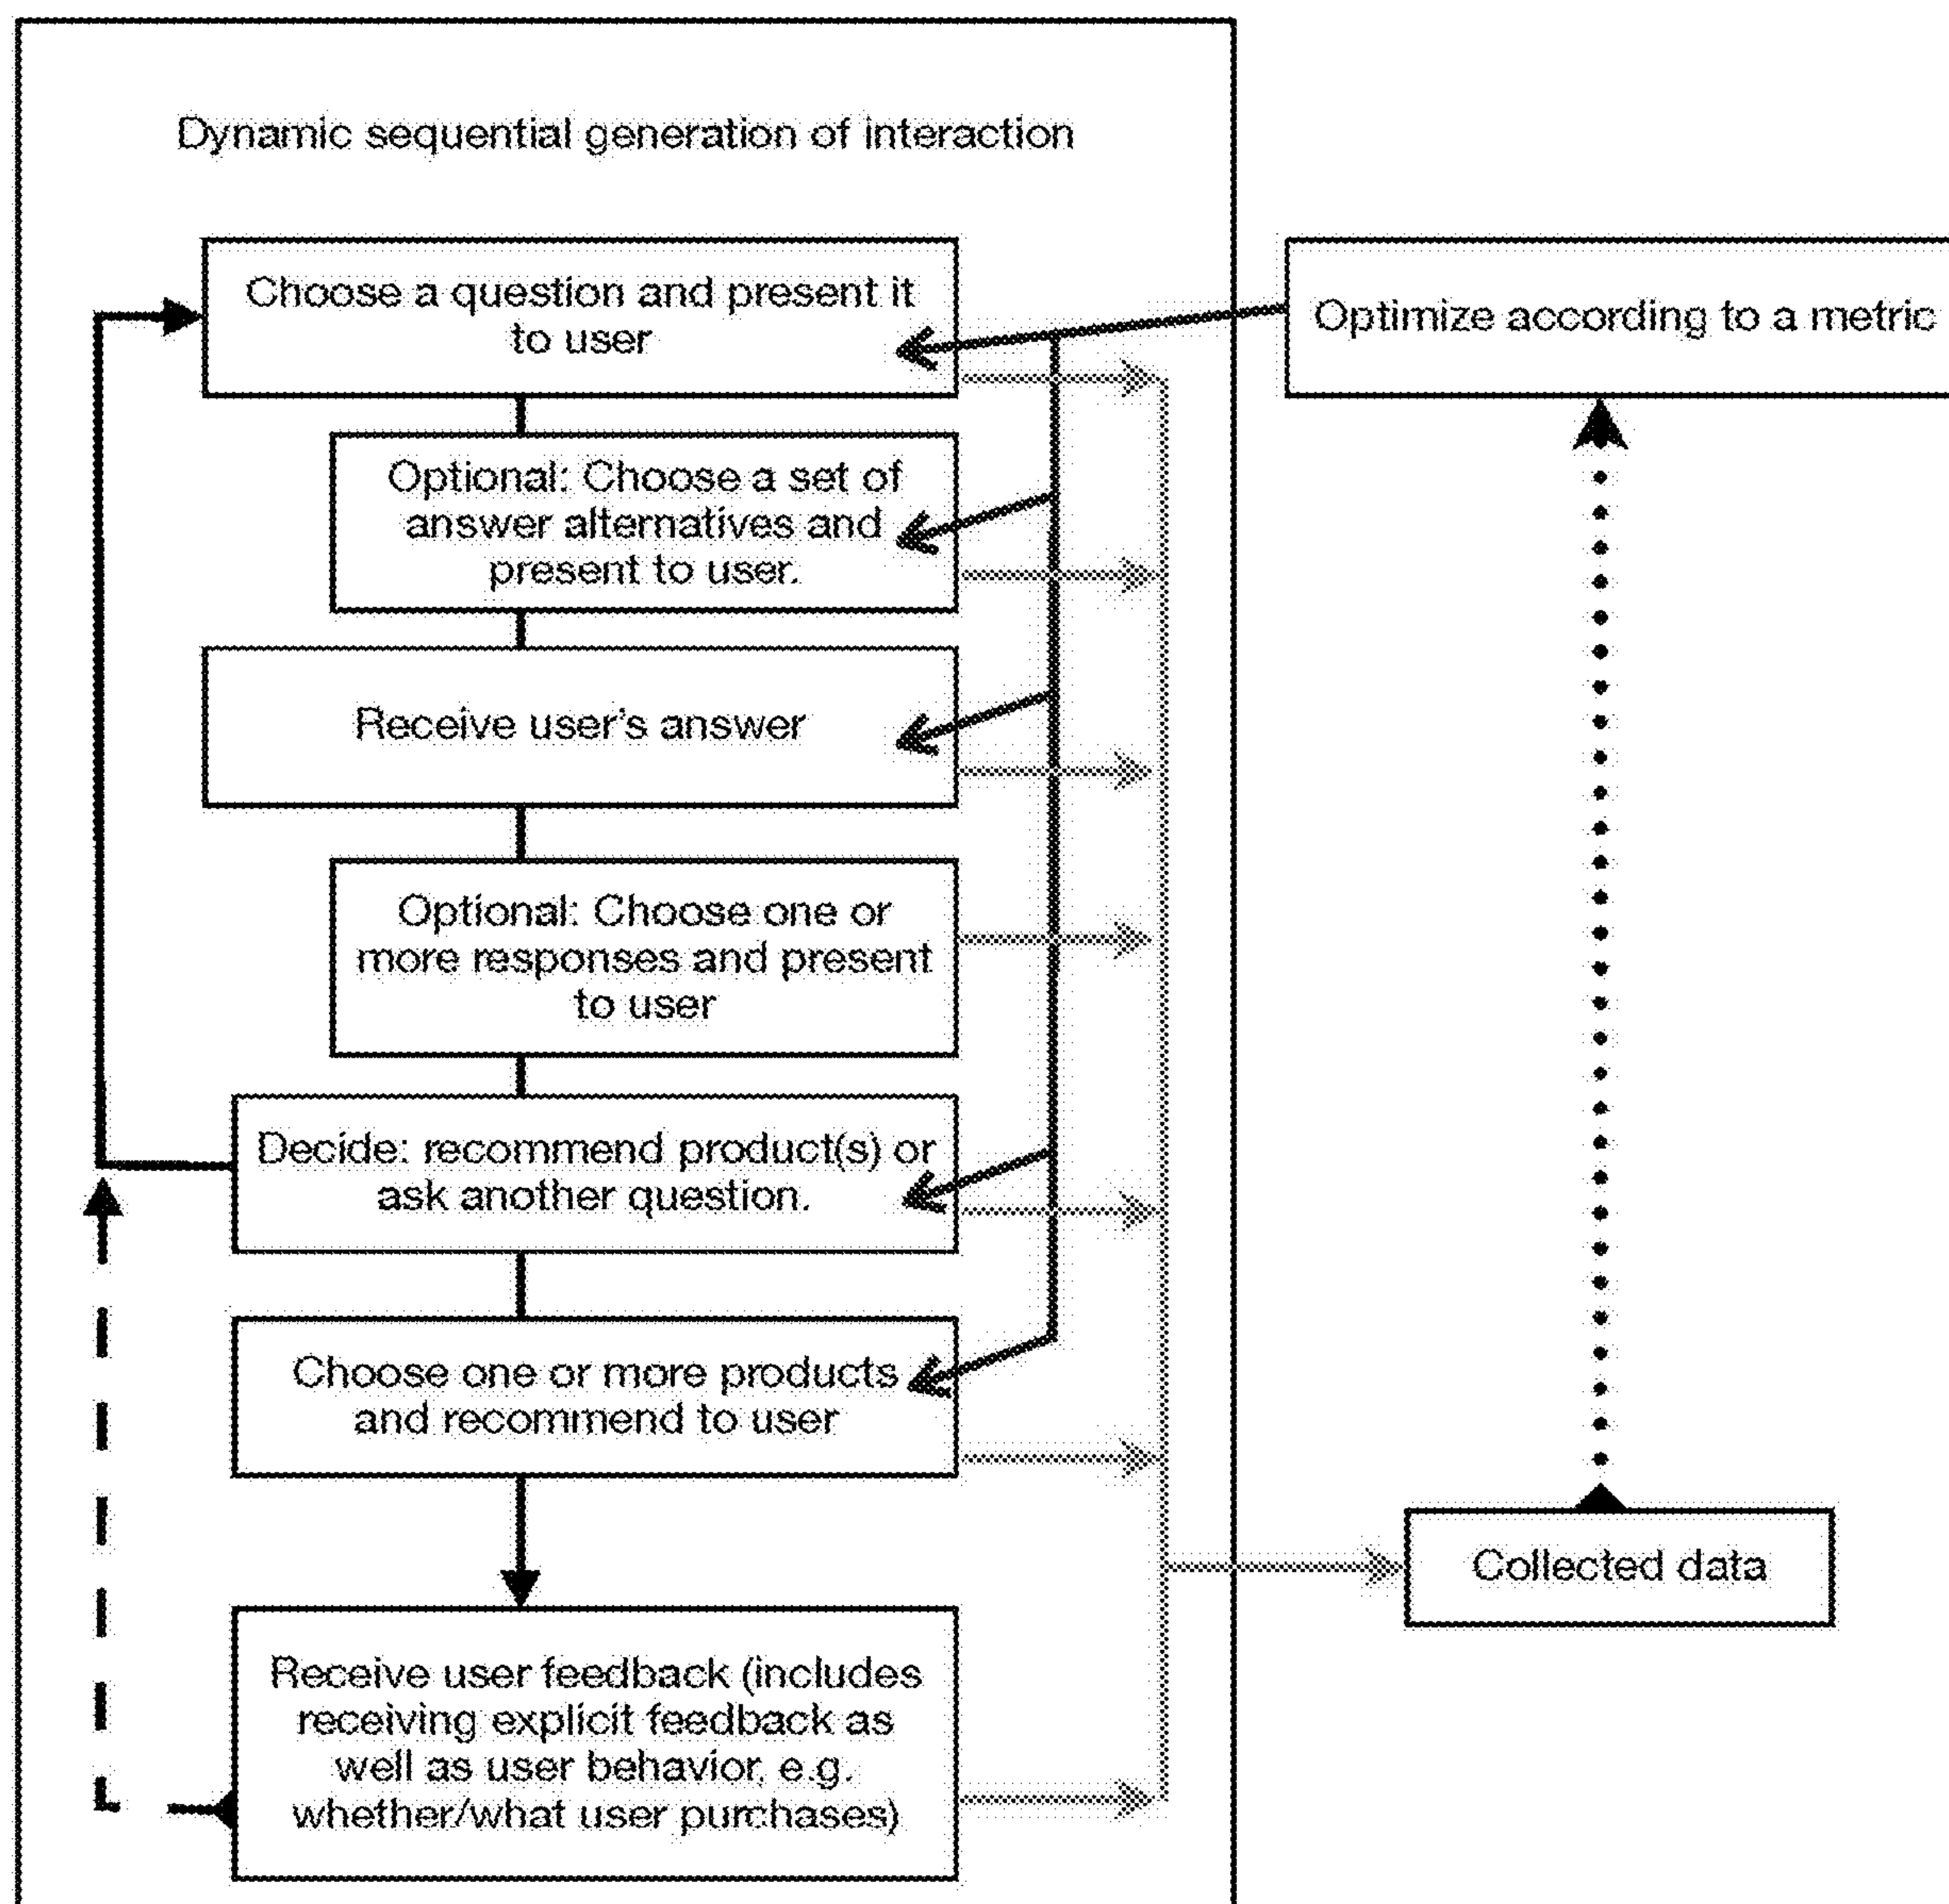 Dynamic sequential generation of interaction
Choose a question and present it
to user
Optimize according to a metric
Optional: Choose a set of
answer alternatives and
present to user.
Receive user's answer
Optional: Choose one or
more responses and present
to user
Decide: recommend product(s) or
ask another question.
Choose one or more products
and recommend to user
Collected data
Receive user feedback (includes
receiving explicit feedback as
well as user behavior, e.g.
whether/what user purchases)